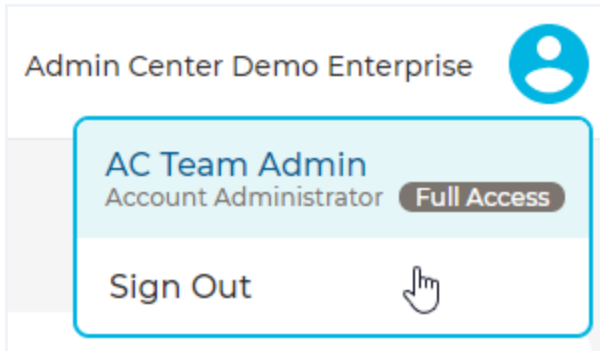 Admin Center Demo Enterprise
AC Team Admin
Account Administrator Full Access
Sign Out